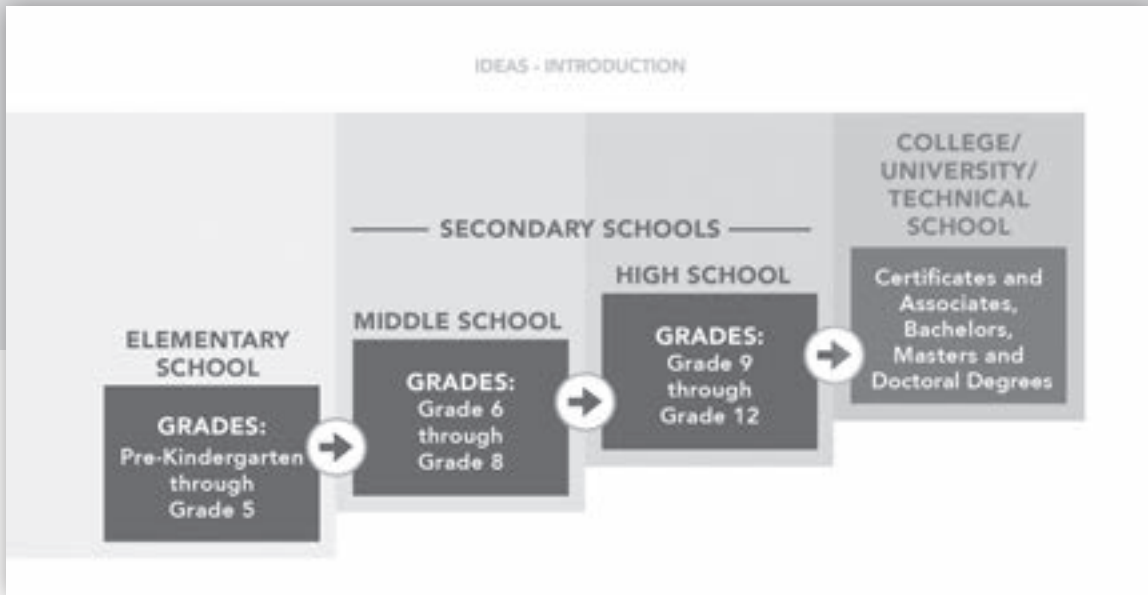 IDEAS - INTRODUCTION
ELEMENTARY
SCHOOL
GRADES:
Pre-Kindergarten
through
Grade 5
SECONDARY SCHOOLS
MIDDLE SCHOOL
GRADES:
Grade 6
through
Grade 8
HIGH SCHOOL
GRADES:
Grade 9
through
Grade 12
COLLEGE/
UNIVERSITY/
TECHNICAL
SCHOOL
Certificates and
Associates,
Bachelors,
Masters and
Doctoral Degrees